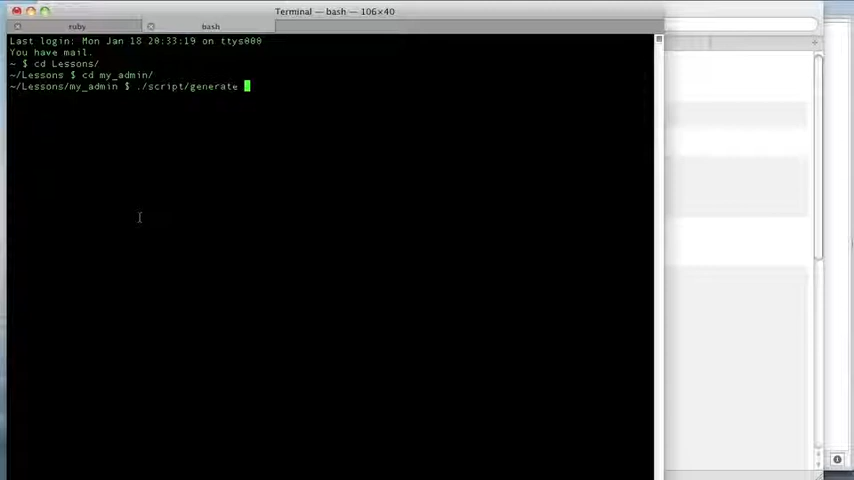 Terminal — bash — 106×40
ruby
bash
Last login: Mon Jan 18 20:33:19 on ttys000
You have mail.
~ $ cd Lessons/
~/Lessons $ cd my_admin/
~/Lessons/my_admin $ ./script/generate